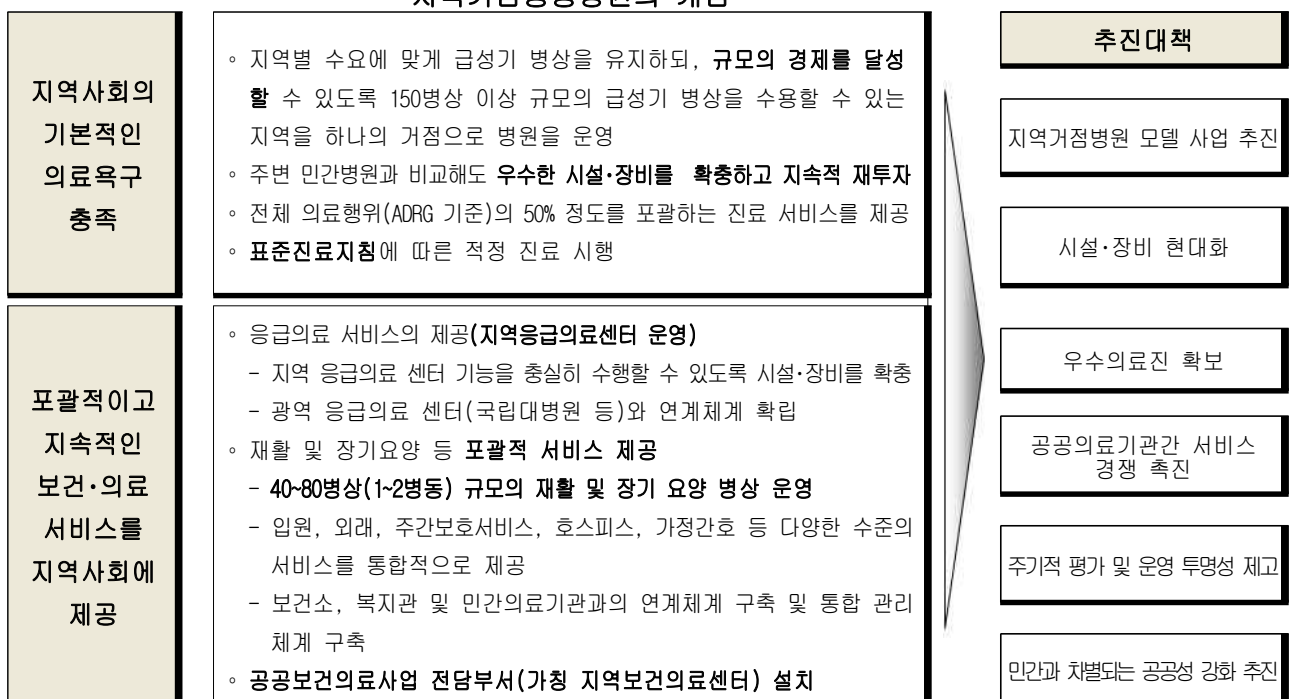 지역사회의
기본적인
의료욕구
충족
◦ 지역별 수요에 맞게 급성기 병상을 유지하되, 규모의 경제를 달성
할 수 있도록 150병상 이상 규모의 급성기 병상을 수용할 수 있는
지역을 하나의 거점으로 병원을 운영
◦ 주변 민간병원과 비교해도 우수한 시설·장비를 확충하고 지속적 재투자
◦ 전체 의료행위(ADRG 기준)의 50% 정도를 포괄하는 진료 서비스를 제공
◦ 표준진료지침에 따른 적정 진료 시행
포괄적이고
지속적인
보건·의료
서비스를
지역사회에
제공
◦ 응급의료 서비스의 제공(지역응급의료센터 운영)
- 지역 응급의료 센터 기능을 충실히 수행할 수 있도록 시설·장비를 확충
- 광역 응급의료 센터(국립대병원 등)와 연계체계 확립
◦ 재활 및 장기요양 등 포괄적 서비스 제공
- 40~80병상(1~2병동) 규모의 재활 및 장기 요양 병상 운영
- 입원, 외래, 주간보호서비스, 호스피스, 가정간호 등 다양한 수준의
서비스를 통합적으로 제공
- 보건소, 복지관 및 민간의료기관과의 연계체계 구축 및 통합 관리
체계 구축
◦ 공공보건의료사업 전담부서(가칭 지역보건의료센터) 설치
추진대책
지역거점병원 모델 사업 추진
시설·장비 현대화
우수의료진 확보
공공의료기관간 서비스
경쟁 촉진
주기적 평가 및 운영 투명성 제고
민간과 차별되는 공공성 강화 추진